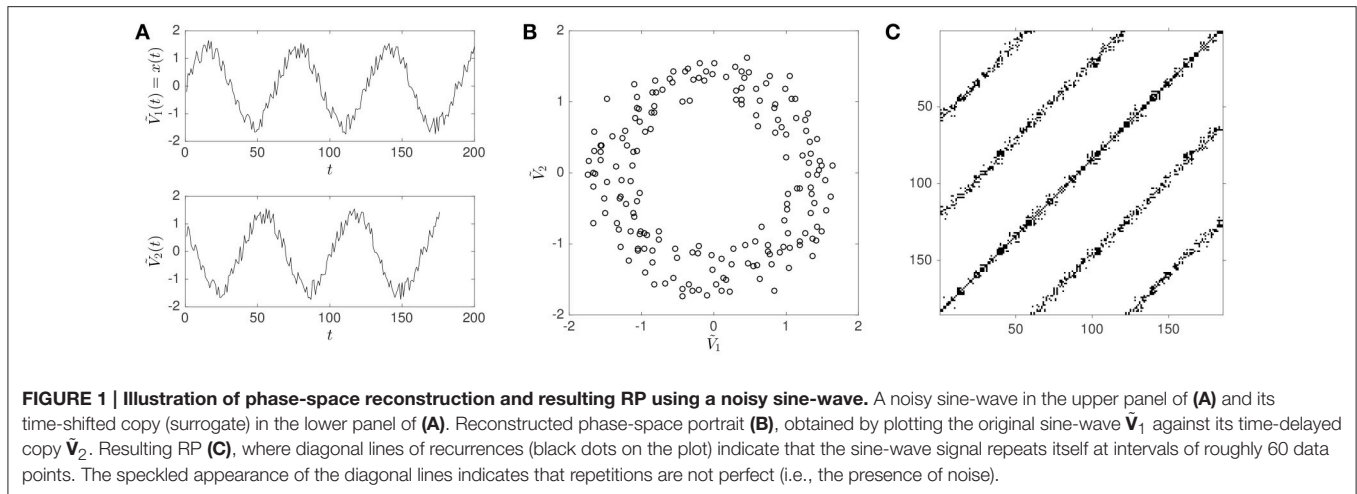 A
2
1
0
-1
-2
Ṽ₁(t) = x(t)
0
50
100
150
200
t
2
1
0
-1
-2
Ṽ₂(t)
0
50
100
150
200
t
B
2
1
0
-1
-2
Ṽ₂
-2
-1
0
1
2
Ṽ₁
C
50
100
150
50
100
150
FIGURE 1 | Illustration of phase-space reconstruction and resulting RP using a noisy sine-wave. A noisy sine-wave in the upper panel of (A) and its
time-shifted copy (surrogate) in the lower panel of (A). Reconstructed phase-space portrait (B), obtained by plotting the original sine-wave Ṽ₁ against its time-delayed
copy Ṽ₂. Resulting RP (C), where diagonal lines of recurrences (black dots on the plot) indicate that the sine-wave signal repeats itself at intervals of roughly 60 data
points. The speckled appearance of the diagonal lines indicates that repetitions are not perfect (i.e., the presence of noise).